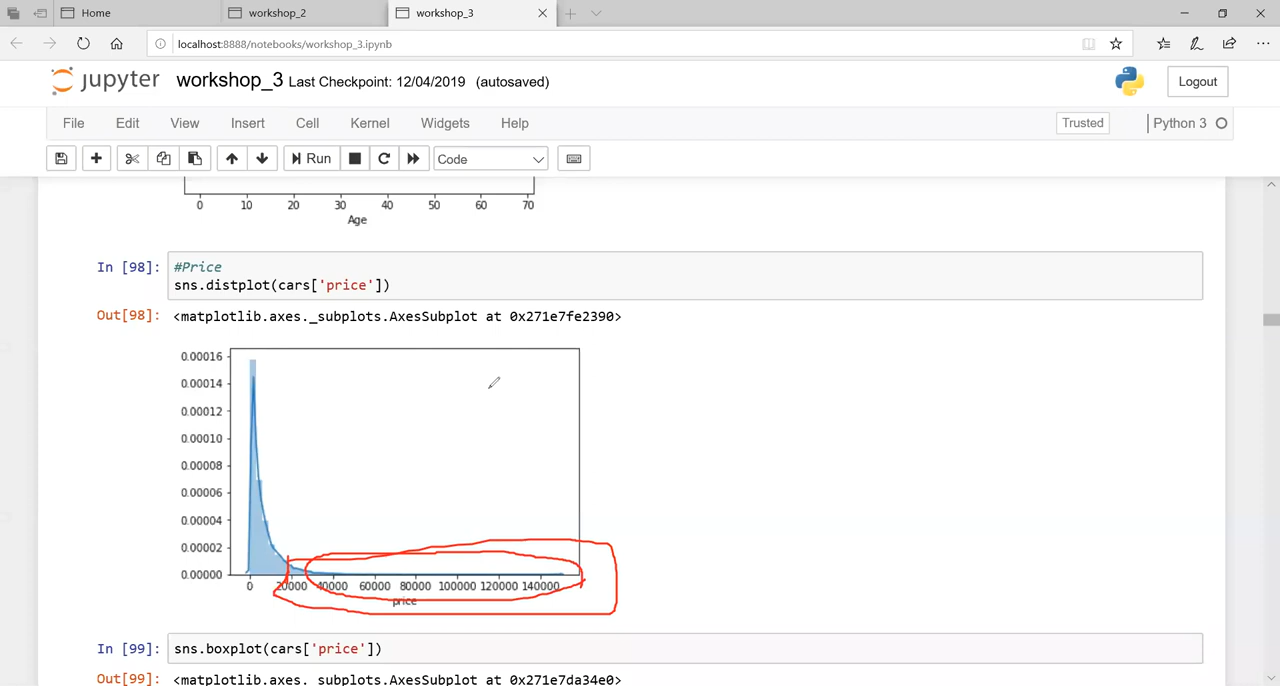 Home workshop_2 workshop_3
localhost:8888/notebooks/workshop_3.ipynb
jupyter workshop_3 Last Checkpoint: 12/04/2019 (autosaved)
Logout
File Edit View Insert Cell Kernel Widgets Help Trusted Python 3
Run Code
0 10 20 30 40 50 60 70
Age
In [98]: #Price
sns.distplot(cars['price'])
Out[98]: <matplotlib.axes._subplots.AxesSubplot at 0x271e7fe2390>
0.00016
0.00014
0.00012
0.00010
0.00008
0.00006
0.00004
0.00002
0.00000
0 20000 40000 60000 80000 100000 120000 140000
price
In [99]: sns.boxplot(cars['price'])
Out[99]: <matplotlib.axes._subplots.AxesSubplot at 0x271e7da34e0>